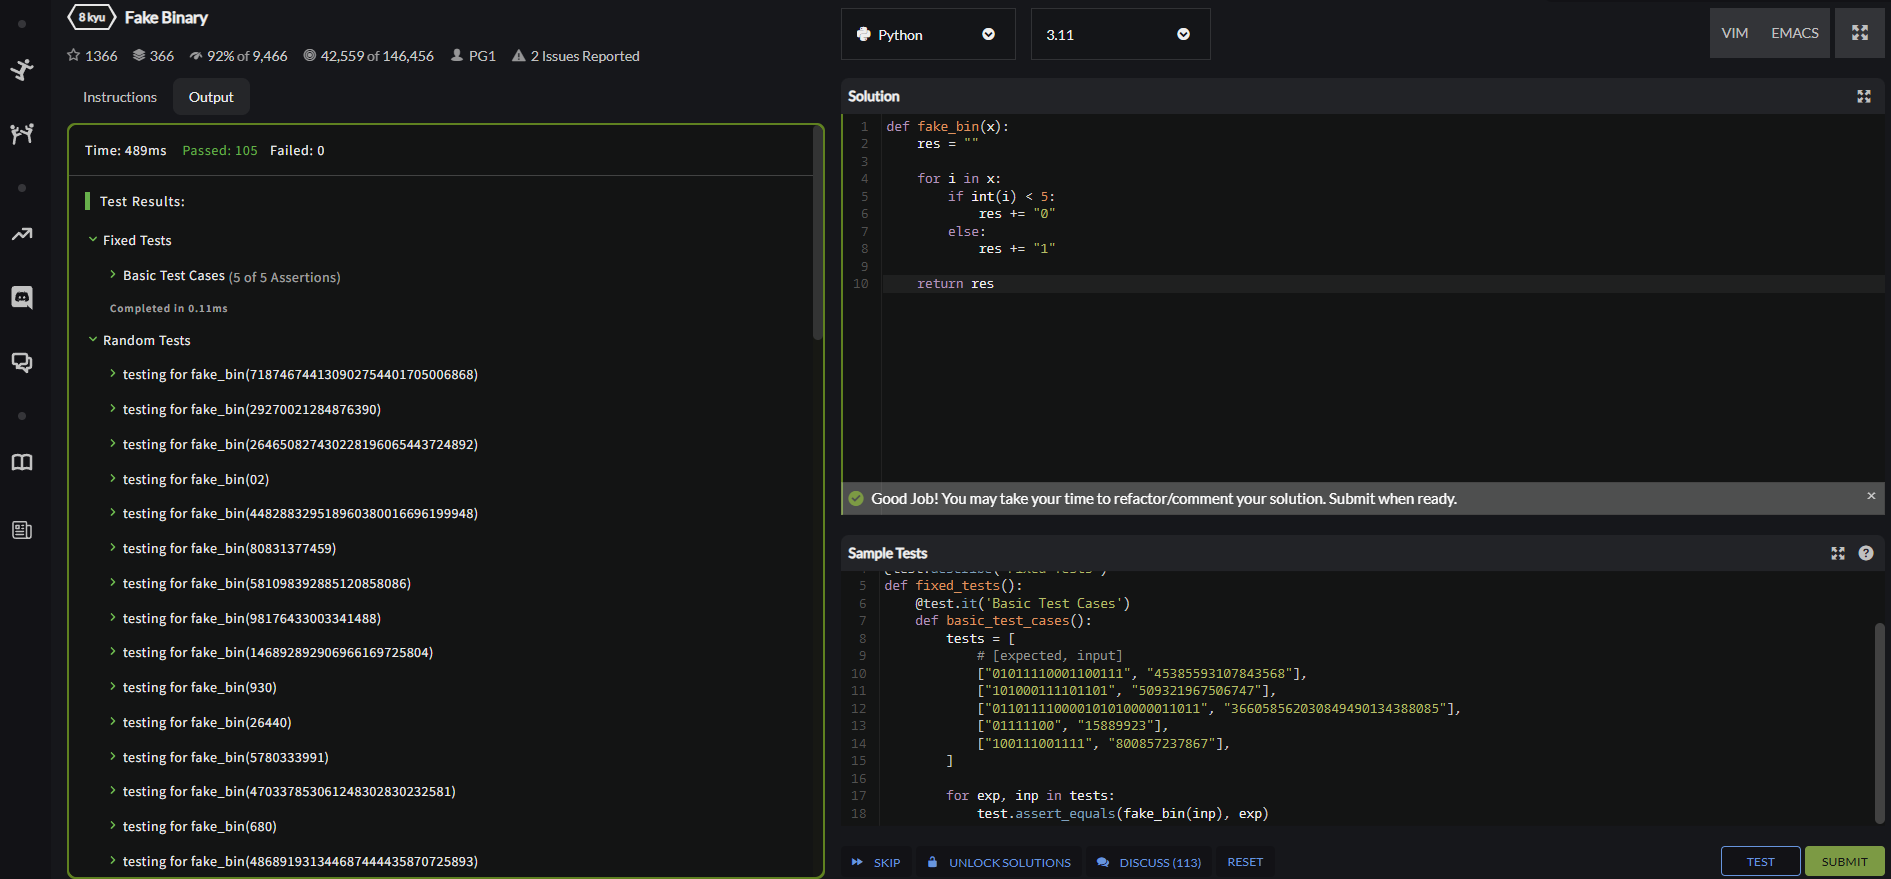 8 kyu Fake Binary
1366 366 92% of 9,466 42,559 of 146,456 PG1 2 Issues Reported
Instructions Output
Time: 489ms Passed: 105 Failed: 0
Test Results:
Fixed Tests
Basic Test Cases (5 of 5 Assertions)
Completed in 0.11ms
Random Tests
testing for fake_bin(718746744130902754401705006868)
testing for fake_bin(29270021284876390)
testing for fake_bin(264650827430228196065443724892)
testing for fake_bin(02)
testing for fake_bin(448288329518960380016696199948)
testing for fake_bin(80831377459)
testing for fake_bin(581098392885120858086)
testing for fake_bin(98176433003341488)
testing for fake_bin(146892892906966169725804)
testing for fake_bin(930)
testing for fake_bin(26440)
testing for fake_bin(5780333991)
testing for fake_bin(470337853061248302830232581)
testing for fake_bin(680)
testing for fake_bin(486891931344687444435870725893)
Python 3.11 VIM EMACS
Solution
1 def fake_bin(x):
2     res = ""
3
4     for i in x:
5         if int(i) < 5:
6             res += "0"
7         else:
8             res += "1"
9
10     return res
Good Job! You may take your time to refactor/comment your solution. Submit when ready. ×
Sample Tests ?
5 def fixed_tests():
6     @test.it('Basic Test Cases')
7     def basic_test_cases():
8         tests = [
9             # [expected, input]
10             ["01011110001100111", "45385593107843568"],
11             ["101000111101101", "509321967506747"],
12             ["011011110000101010000011011", "366058562030849490134388085"],
13             ["01111100", "15889923"],
14             ["100111001111", "800857237867"],
15         ]
16
17         for exp, inp in tests:
18             test.assert_equals(fake_bin(inp), exp)
SKIP UNLOCK SOLUTIONS DISCUSS (113) RESET TEST SUBMIT